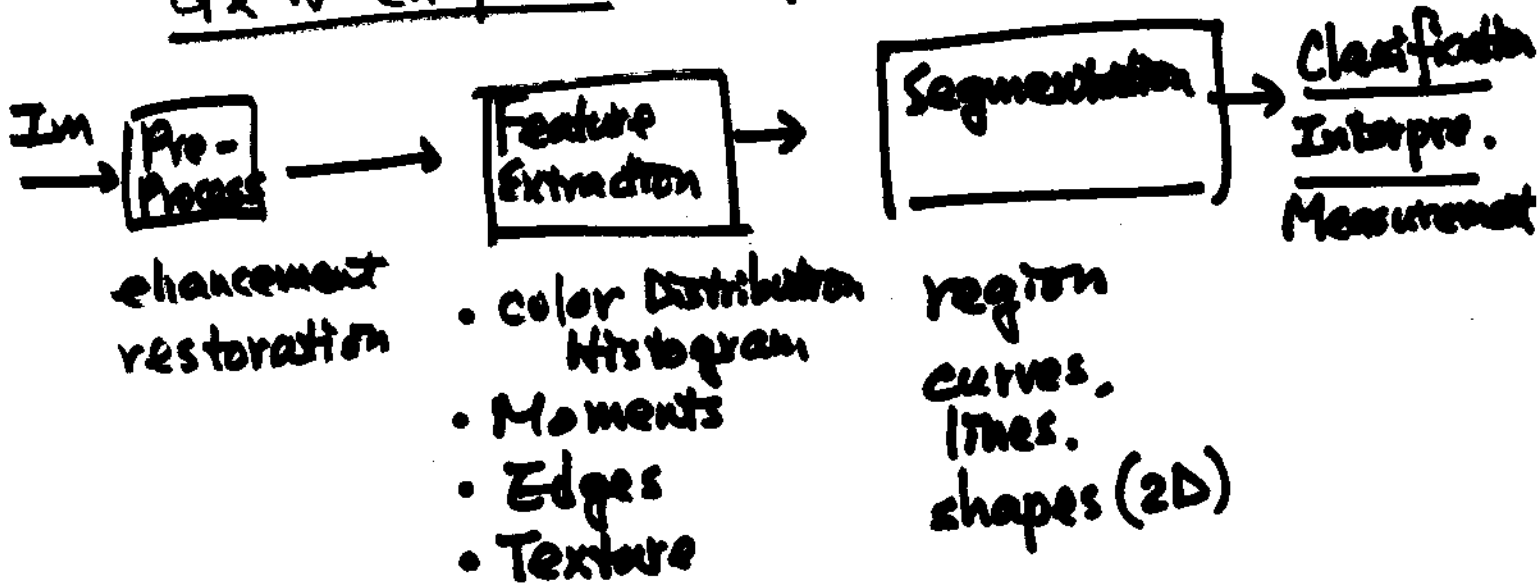 Im
Pre-
Process
Feature
Extraction
Segmentation
Classification
Interpre.
Measurement
ehancement
restoration
• color Distribution
Histogram
• Moments
• Edges
• Texture
region
curves.
lines.
shapes (2D)